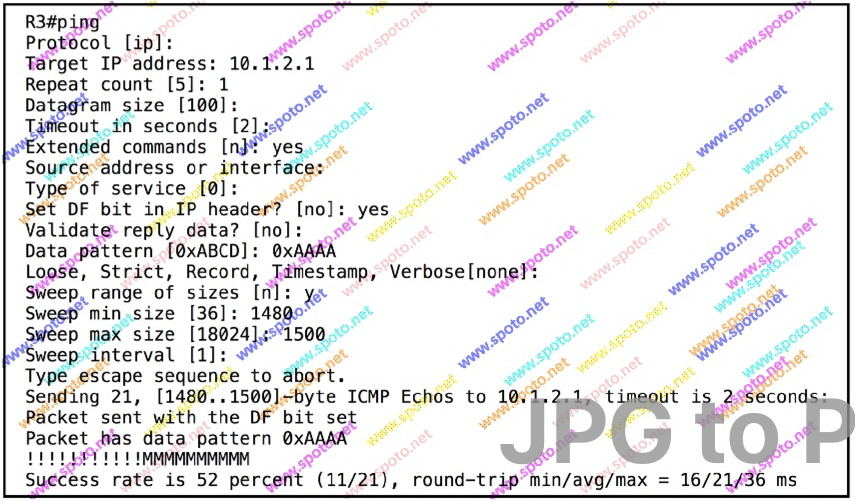 R3#ping
Protocol [ip]:
Target IP address: 10.1.2.1
Repeat count [5]: 1
Datagram size [100]:
Timeout in seconds [2]:
Extended commands [n]: yes
Source address or interface:
Type of service [0]:
Set DF bit in IP header? [no]: yes
Validate reply data? [no]:
Data pattern [0xABCD]: 0xAAAA
Loose, Strict, Record, Timestamp, Verbose[none]:
Sweep range of sizes [n]: y
Sweep min size [36]: 1480
Sweep max size [18024]: 1500
Sweep interval [1]:
Type escape sequence to abort.
Sending 21, [1480..1500]-byte ICMP Echos to 10.1.2.1, timeout is 2 seconds:
Packet sent with the DF bit set
Packet has data pattern 0xAAAA
!!!!!!!!!!!MMMMMMMMMM
Success rate is 52 percent (11/21), round-trip min/avg/max = 16/21/36 ms
www.spoto.net
JPG to P